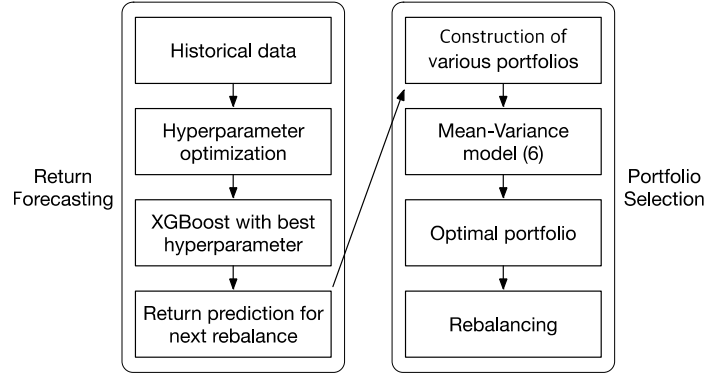 Return
Forecasting
Historical data
Hyperparameter
optimization
XGBoost with best
hyperparameter
Return prediction for
next rebalance
Construction of
various portfolios
Mean-Variance
model (6)
Optimal portfolio
Rebalancing
Portfolio
Selection